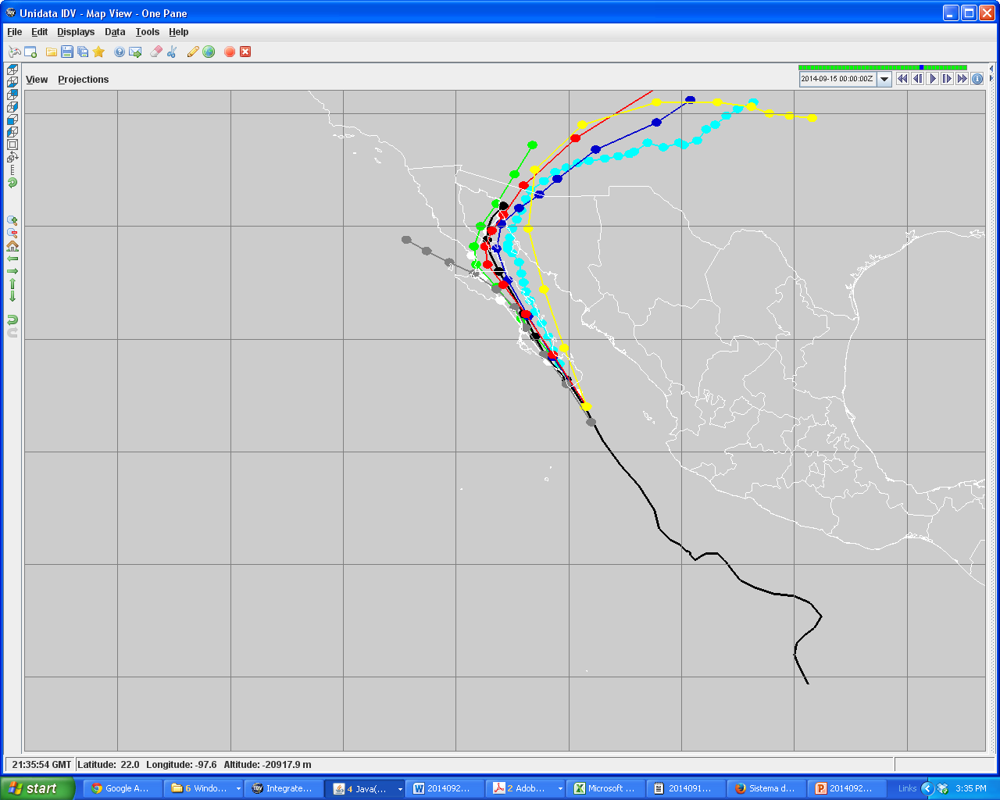 Unidata IDV - Map View - One Pane
File Edit Displays Data Tools Help
View Projections
2014-09-15 00:00:00Z
21:35:54 GMT Latitude: 22.0 Longitude: -97.6 Altitude: -20917.9 m
start Google A... 6 Windo... Integrate... 4 Java(... 2014092... 2 Adob... Microsoft ... 2014091... Sistema d... 2014092... Links 3:35 PM